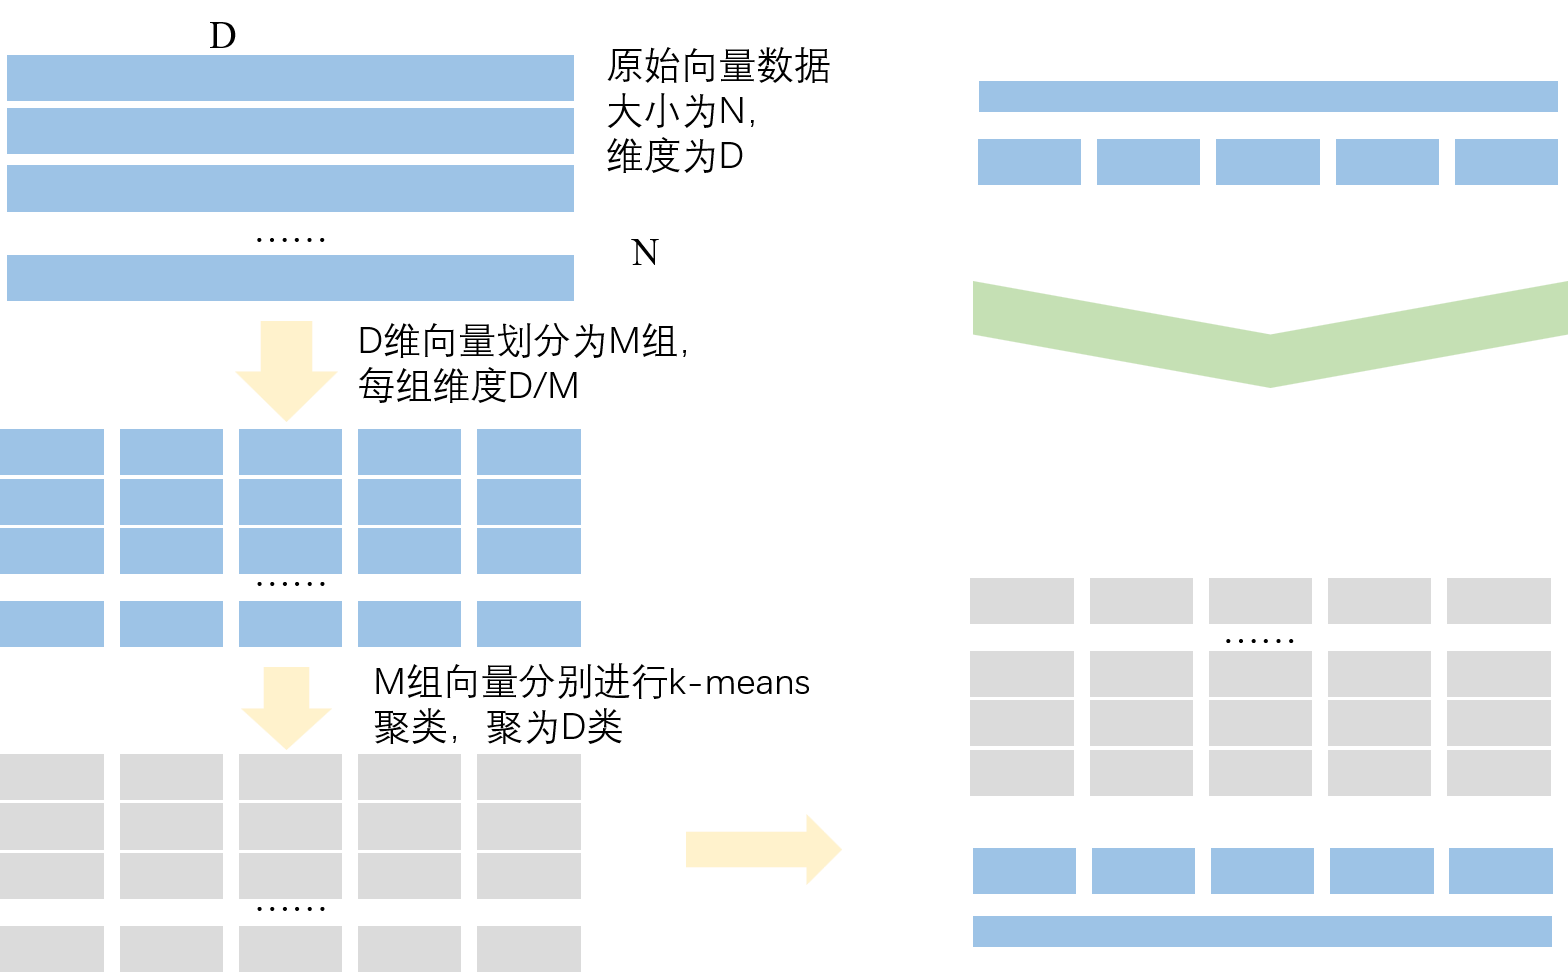 D
原始向量数据
大小为N，
维度为D
……
N
D维向量划分为M组，
每组维度D/M
……
M组向量分别进行k-means
聚类，聚为D类
……
……